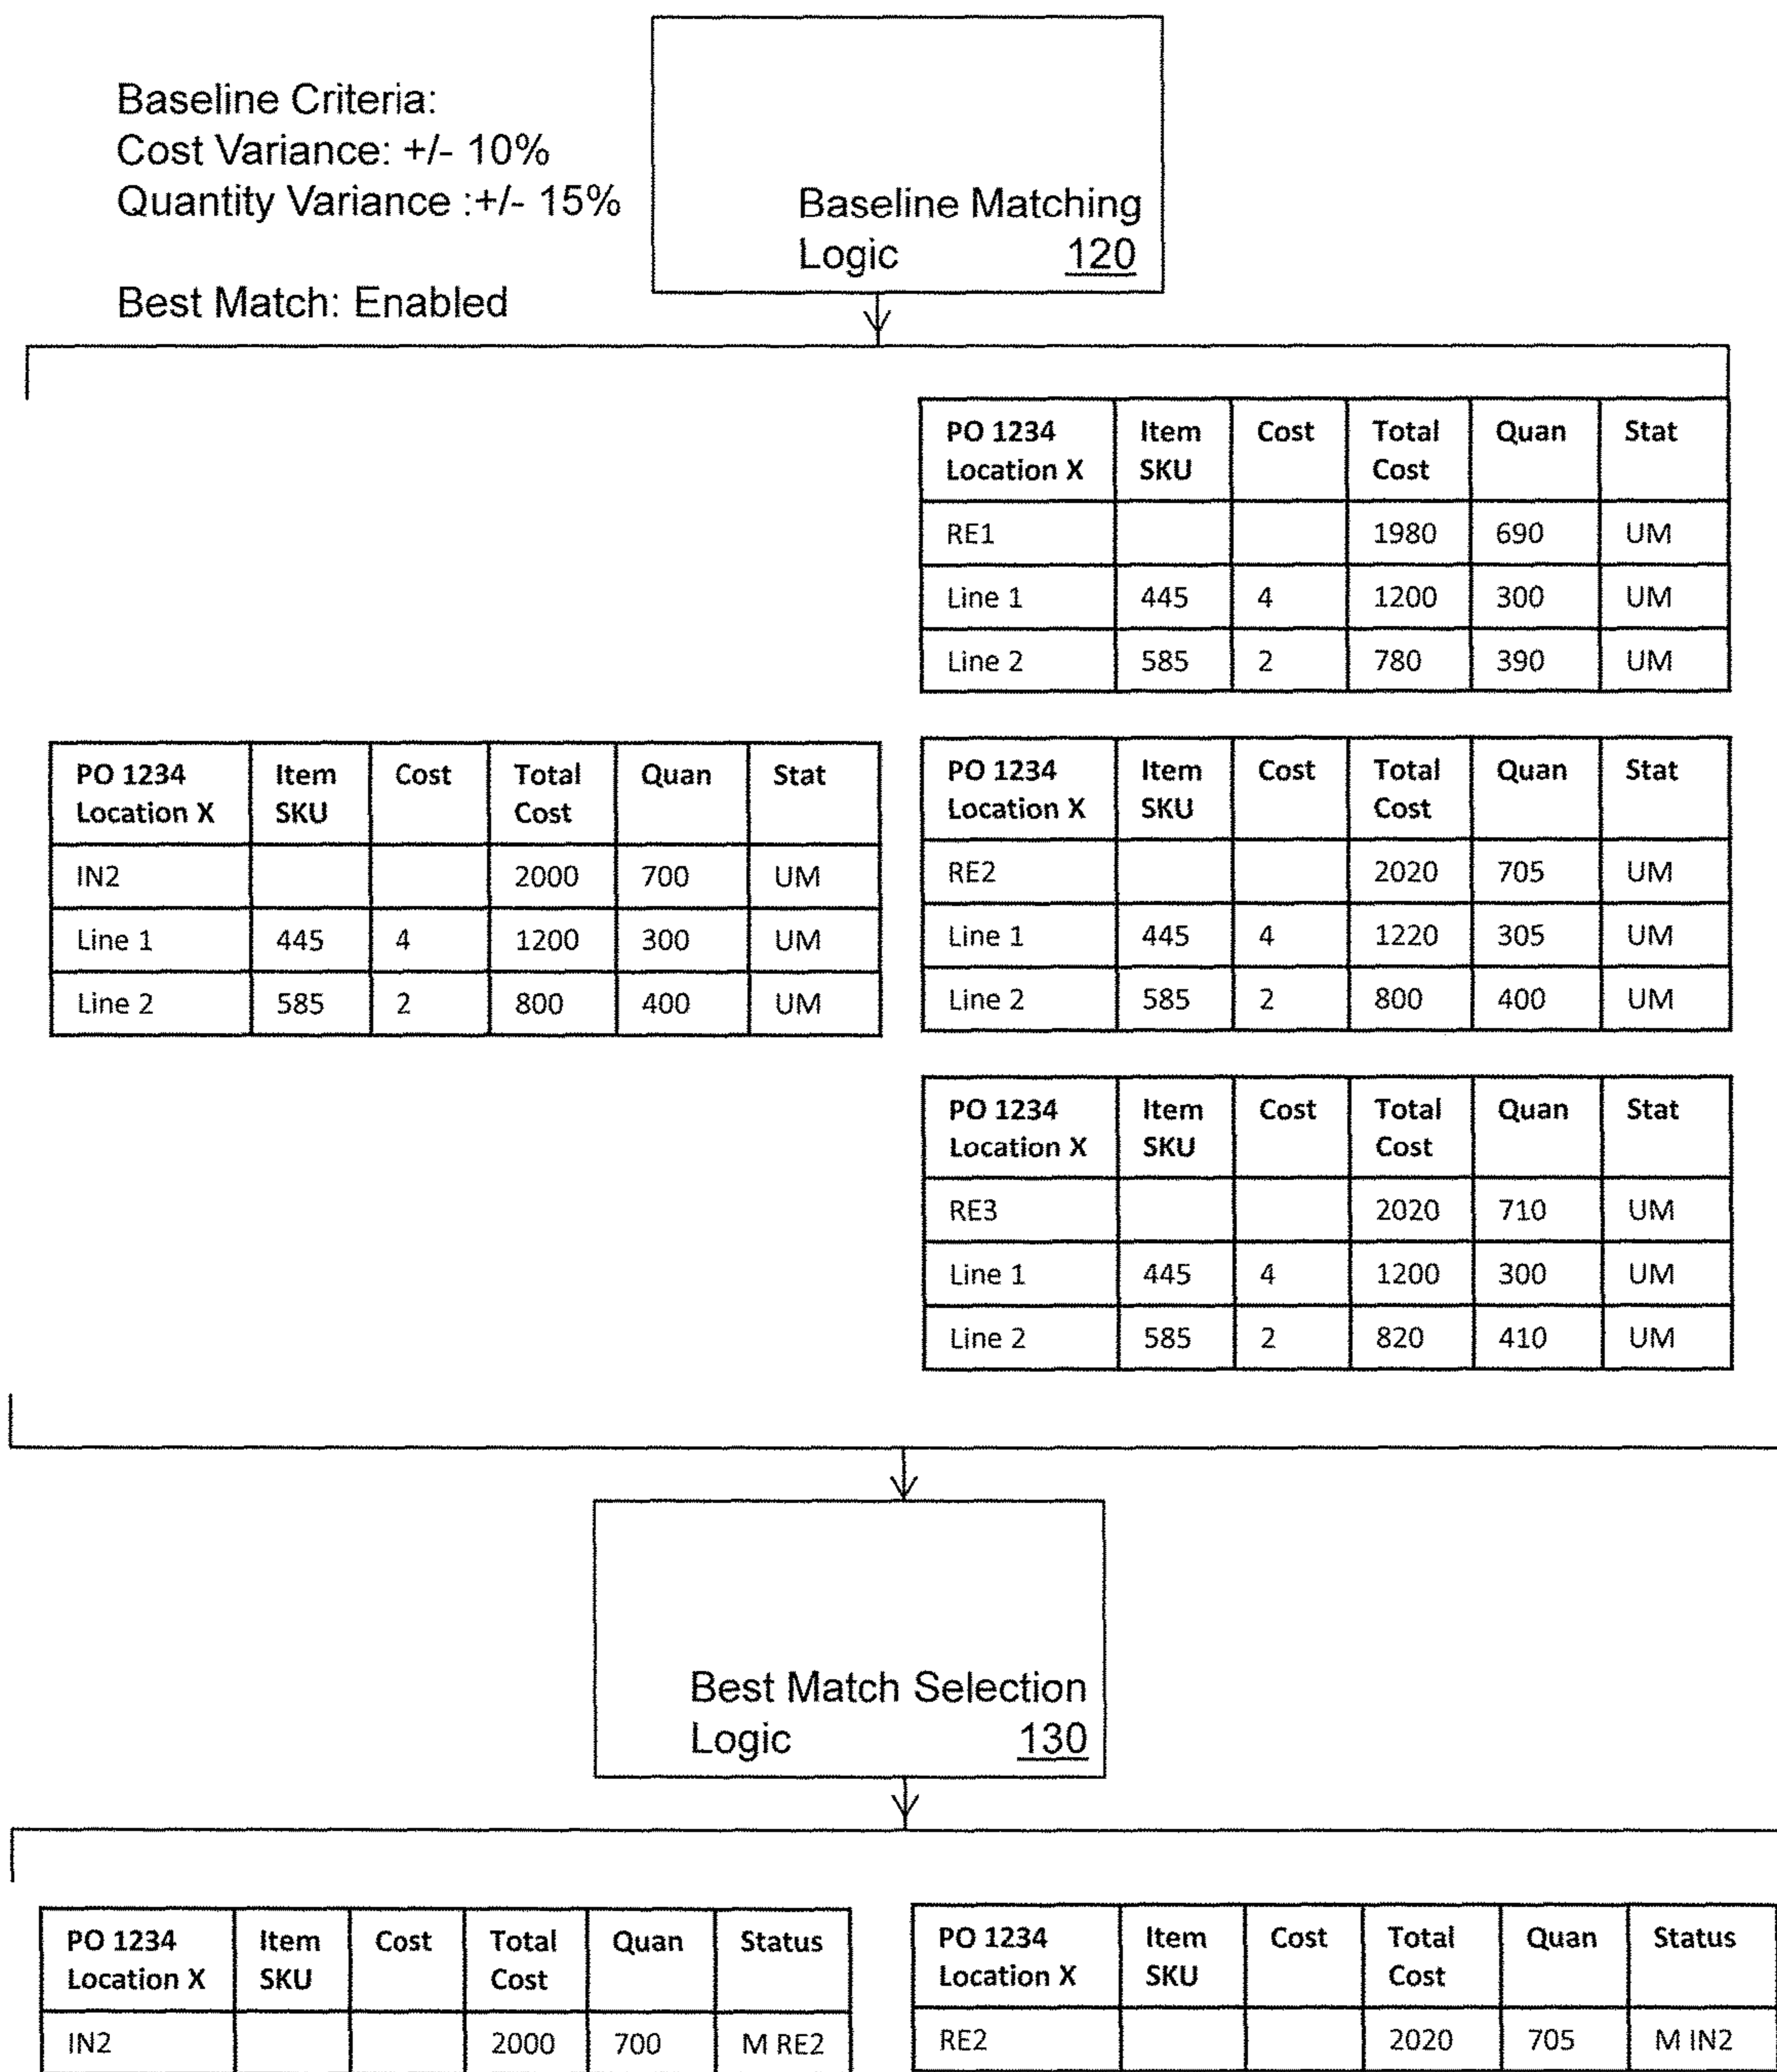 Baseline Criteria:
Cost Variance: +/- 10%
Quantity Variance :+/- 15%
Best Match: Enabled
Baseline Matching
Logic 120
PO 1234 Item Cost Total Quan Stat
Location X SKU Cost
RE1 1980 690 UM
Line 1 445 4 1200 300 UM
Line 2 585 2 780 390 UM
PO 1234 Item Cost Total Quan Stat
Location X SKU Cost
IN2 2000 700 UM
Line 1 445 4 1200 300 UM
Line 2 585 2 800 400 UM
PO 1234 Item Cost Total Quan Stat
Location X SKU Cost
RE2 2020 705 UM
Line 1 445 4 1220 305 UM
Line 2 585 2 800 400 UM
PO 1234 Item Cost Total Quan Stat
Location X SKU Cost
RE3 2020 710 UM
Line 1 445 4 1200 300 UM
Line 2 585 2 820 410 UM
Best Match Selection
Logic 130
PO 1234 Item Cost Total Quan Status
Location X SKU Cost
IN2 2000 700 M RE2
PO 1234 Item Cost Total Quan Status
Location X SKU Cost
RE2 2020 705 M IN2